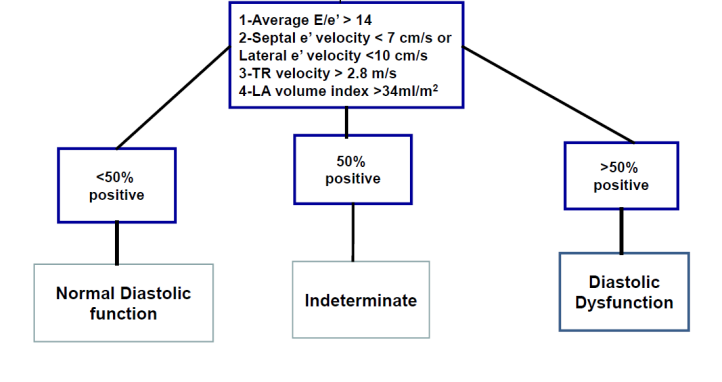 1-Average E/e’ > 14
2-Septal e’ velocity < 7 cm/s or
Lateral e’ velocity <10 cm/s
3-TR velocity > 2.8 m/s
4-LA volume index >34ml/m²
<50%
positive
50%
positive
>50%
positive
Normal Diastolic
function
Indeterminate
Diastolic
Dysfunction